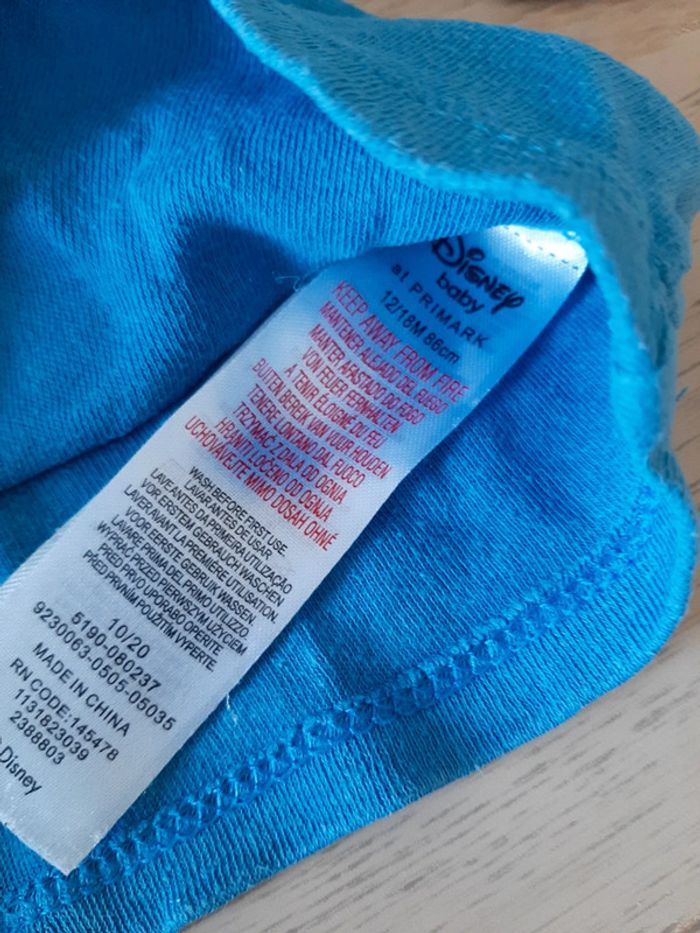 Disney
baby
at PRIMARK
12/18M 86cm
KEEP AWAY FROM FIRE
MANTENER ALEJADO DEL FUEGO
MANTER AFASTADO DO FOGO
VON FEUER FERNHALTEN
À TENIR ÉLOIGNÉ DU FEU
BUITEN BEREIK VAN VUUR HOUDEN
TENERE LONTANO DAL FUOCO
TRZYMAĆ Z DALA OD OGNIA
HRANITI LOČENO OD OGNJA
UCHOVÁVEJTE MIMO DOSAH OHNĚ
WASH BEFORE FIRST USE
LAVAR ANTES DE USAR
LAVE ANTES DA PRIMEIRA UTILIZAÇÃO
VOR ERSTEM GEBRAUCH WASCHEN
LAVER AVANT LA PREMIÈRE UTILISATION.
VOOR EERSTE GEBRUIK WASSEN.
LAVARE PRIMA DEL PRIMO UTILIZZO.
WYPRAĆ PRZED PIERWSZYM UŻYCIEM
PRED PRVO UPORABO OPERITE
PŘED PRVNÍM POUŽITÍM VYPERTE.
10/20
5190-080237
9230063-0505-05035
MADE IN CHINA
RN CODE:145478
1131823039
2388803
© Disney